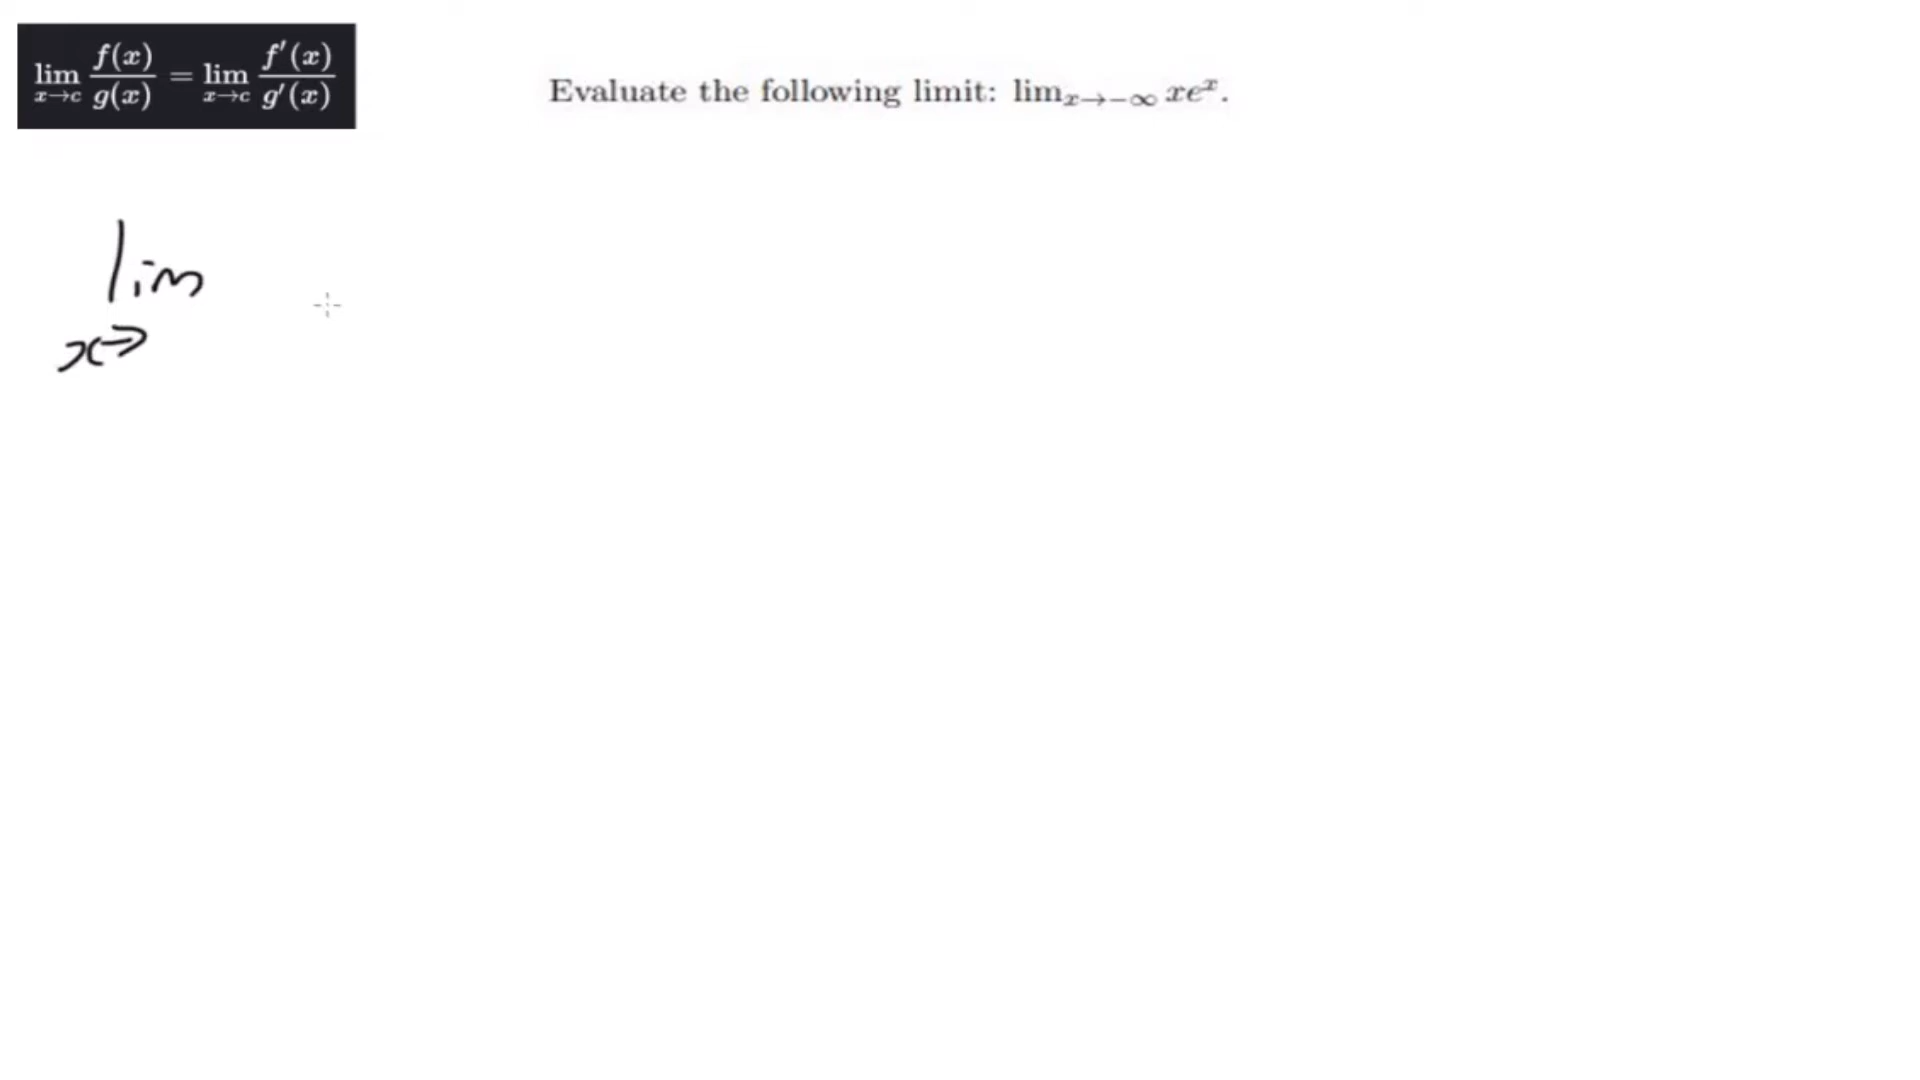 lim_{x→c} f(x)/g(x) = lim_{x→c} f′(x)/g′(x)
Evaluate the following limit: lim_{x→−∞} xe^x.
lim
x→